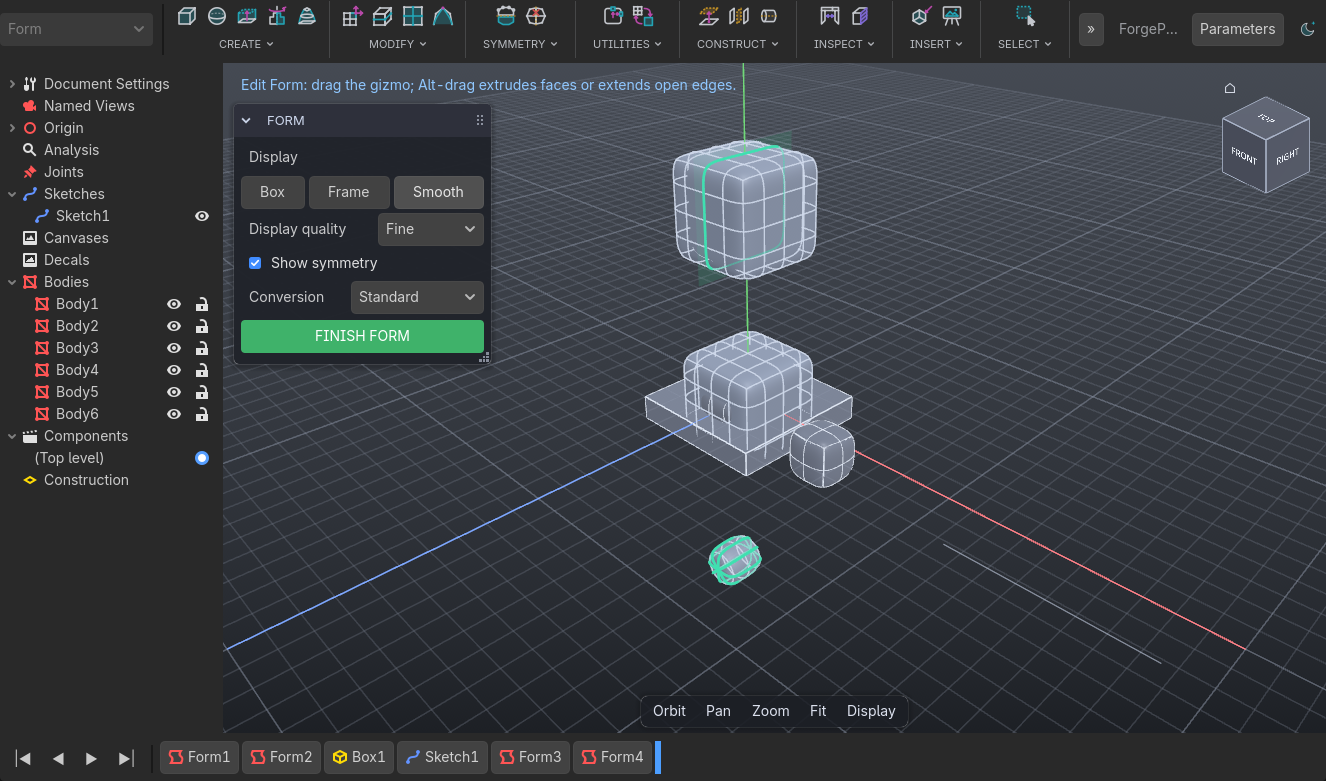 Form
CREATE
MODIFY
SYMMETRY
UTILITIES
CONSTRUCT
INSPECT
INSERT
SELECT
»
ForgeP...
Parameters
Document Settings
Named Views
Origin
Analysis
Joints
Sketches
Sketch1
Canvases
Decals
Bodies
Body1
Body2
Body3
Body4
Body5
Body6
Components
(Top level)
Construction
Edit Form: drag the gizmo; Alt-drag extrudes faces or extends open edges.
FORM
Display
Box
Frame
Smooth
Display quality
Fine
Show symmetry
Conversion
Standard
FINISH FORM
TOP
FRONT
RIGHT
Orbit
Pan
Zoom
Fit
Display
Form1
Form2
Box1
Sketch1
Form3
Form4